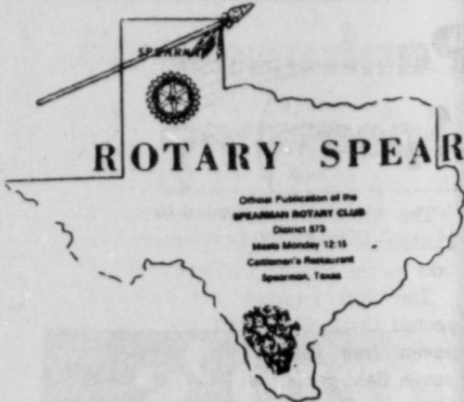 SPEARMAN
ROTARY SPEAR
Official Publication of the
SPEARMAN ROTARY CLUB
District 573
Meets Monday 12:15
Cattlemen's Restaurant
Spearman, Texas